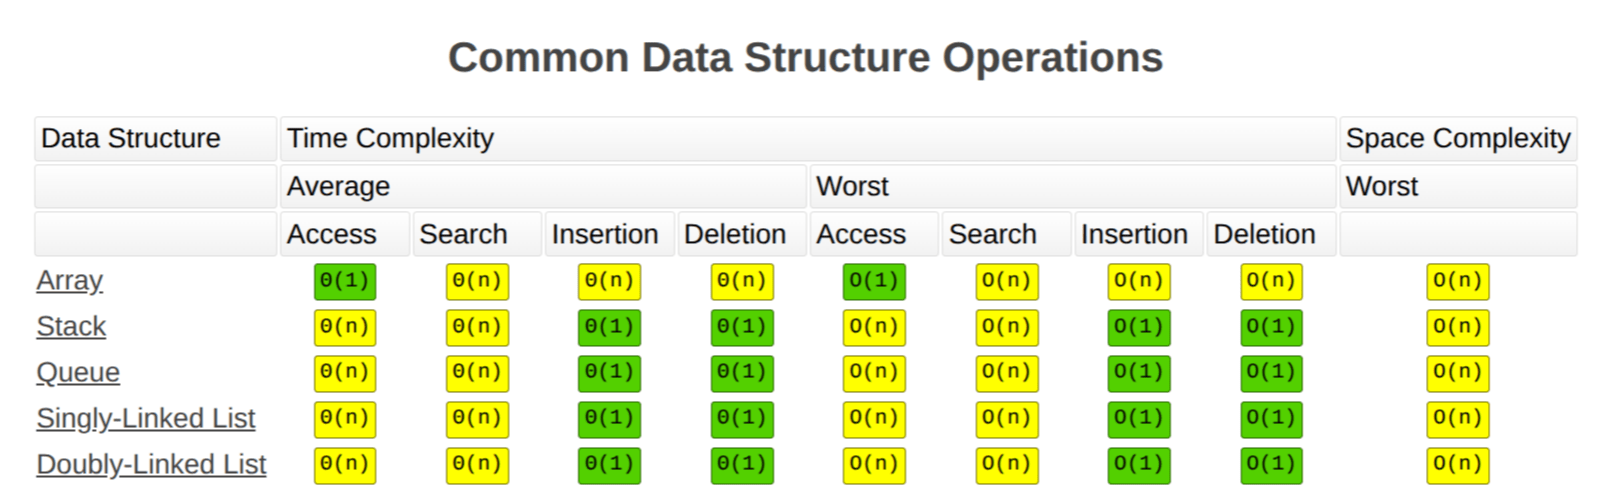 Common Data Structure Operations
Data Structure Time Complexity Space Complexity
Average Worst Worst
Access Search Insertion Deletion Access Search Insertion Deletion
Array Θ(1) Θ(n) Θ(n) Θ(n) O(1) O(n) O(n) O(n) O(n)
Stack Θ(n) Θ(n) Θ(1) Θ(1) O(n) O(n) O(1) O(1) O(n)
Queue Θ(n) Θ(n) Θ(1) Θ(1) O(n) O(n) O(1) O(1) O(n)
Singly-Linked List Θ(n) Θ(n) Θ(1) Θ(1) O(n) O(n) O(1) O(1) O(n)
Doubly-Linked List Θ(n) Θ(n) Θ(1) Θ(1) O(n) O(n) O(1) O(1) O(n)